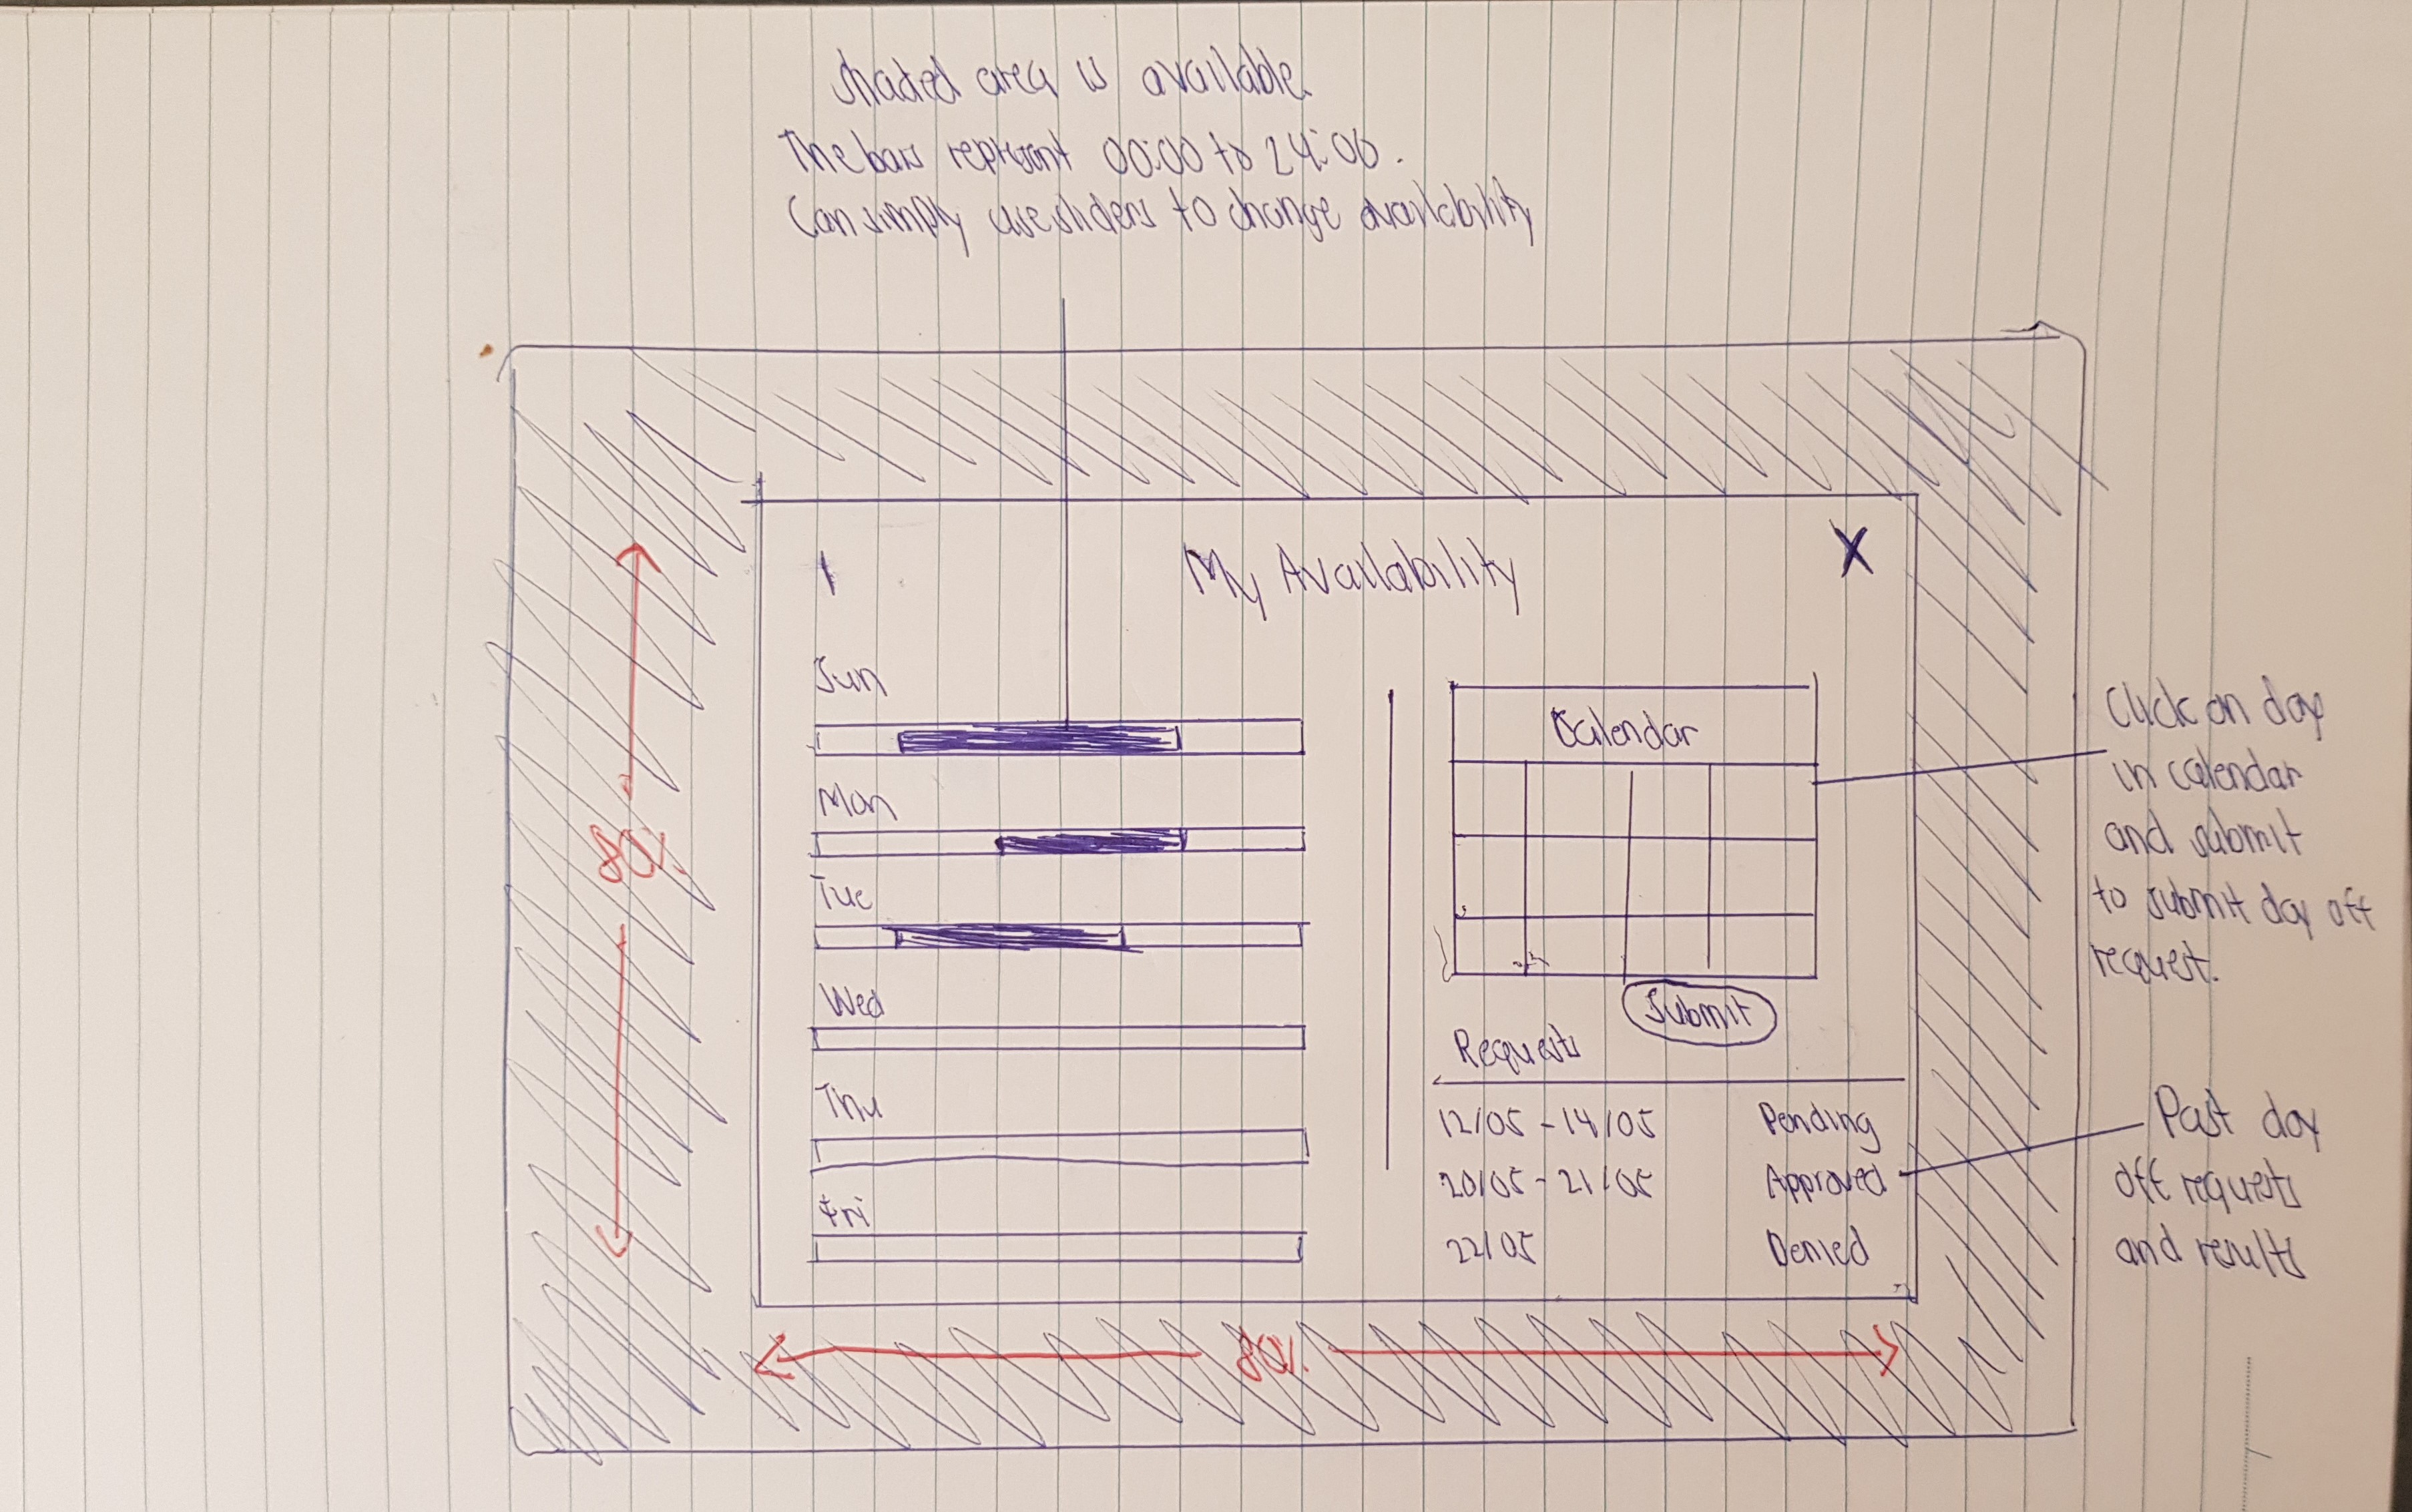 Shaded area is available.
The bars represent 00:00 to 24:00.
Can simply use sliders to change availability
My Availability
X
Sun
Mon
Tue
Wed
Thu
Fri
Calendar
Submit
Requests
12/05 - 14/05 Pending
20/05 - 21/05 Approved
22/05 Denied
Click on day
in calendar
and submit
to submit day off
request.
Past day
off requests
and results
80%
80%